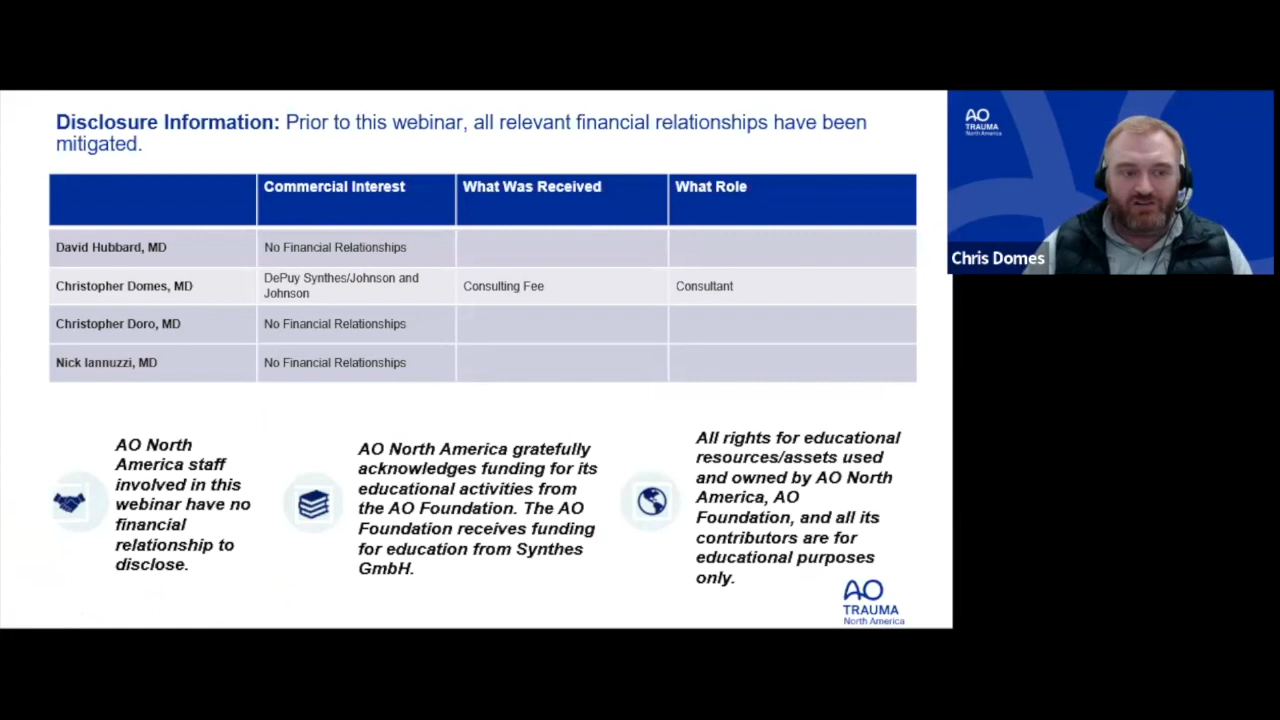 Disclosure Information: Prior to this webinar, all relevant financial relationships have been
mitigated.
Commercial Interest
What Was Received
What Role
David Hubbard, MD
No Financial Relationships
Christopher Domes, MD
DePuy Synthes/Johnson and
Johnson
Consulting Fee
Consultant
Christopher Doro, MD
No Financial Relationships
Nick Iannuzzi, MD
No Financial Relationships
AO North
America staff
involved in this
webinar have no
financial
relationship to
disclose.
AO North America gratefully
acknowledges funding for its
educational activities from
the AO Foundation. The AO
Foundation receives funding
for education from Synthes
GmbH.
All rights for educational
resources/assets used
and owned by AO North
America, AO
Foundation, and all its
contributors are for
educational purposes
only.
AO
TRAUMA
North America
AO
TRAUMA
North America
Chris Domes